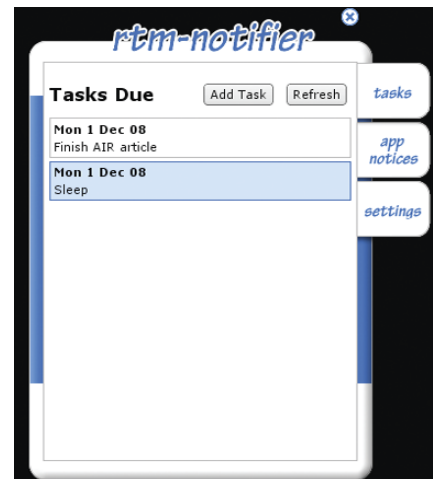 rtm-notifier
Tasks Due
Add Task
Refresh
Mon 1 Dec 08
Finish AIR article
Mon 1 Dec 08
Sleep
tasks
app
notices
settings